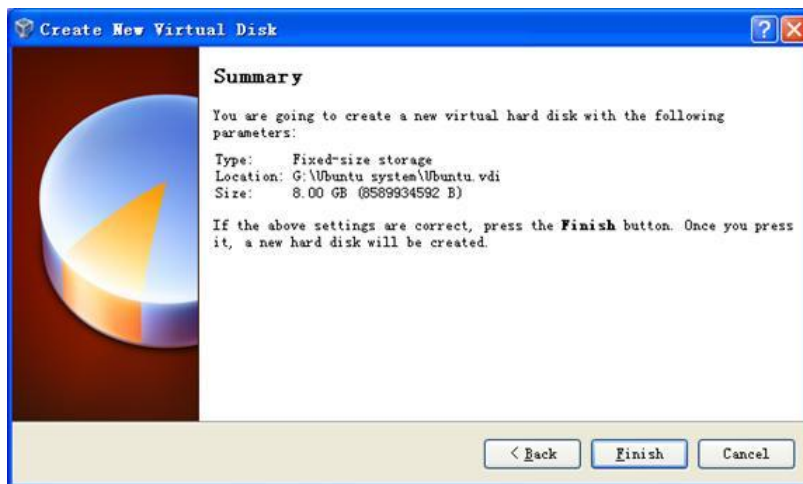 Create New Virtual Disk
Summary
You are going to create a new virtual hard disk with the following
parameters:
Type: Fixed-size storage
Location: G:\Ubuntu system\Ubuntu.vdi
Size: 8.00 GB (8589934592 B)
If the above settings are correct, press the Finish button. Once you press
it, a new hard disk will be created.
< Back Finish Cancel